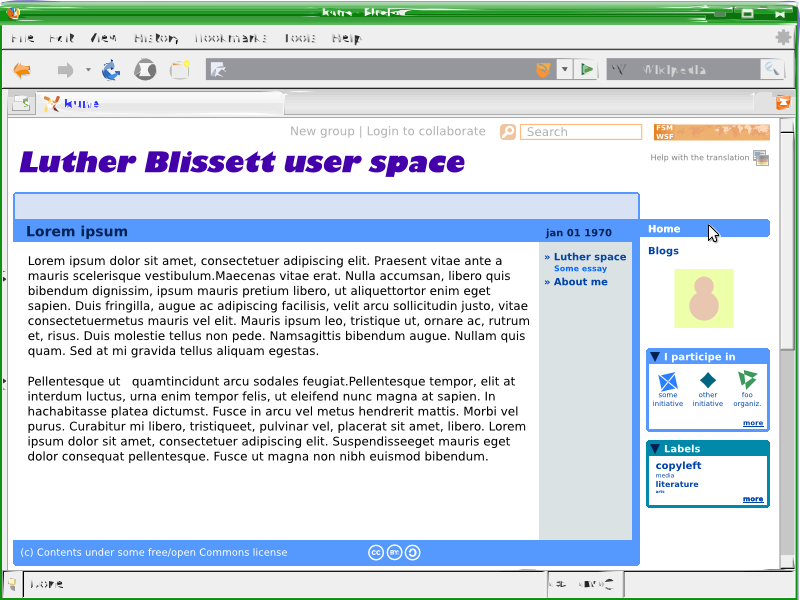 kune - Firefox
File Edit View History Bookmarks Tools Help
Wikipedia
kune
New group | Login to collaborate
Search
FSM
WSF
Luther Blissett user space
Help with the translation
Lorem ipsum
jan 01 1970
Home
Blogs
Lorem ipsum dolor sit amet, consectetuer adipiscing elit. Praesent vitae ante a
mauris scelerisque vestibulum.Maecenas vitae erat. Nulla accumsan, libero quis
bibendum dignissim, ipsum mauris pretium libero, ut aliquettortor enim eget
sapien. Duis fringilla, augue ac adipiscing facilisis, velit arcu sollicitudin justo, vitae
consectetuermetus mauris vel elit. Mauris ipsum leo, tristique ut, ornare ac, rutrum
et, risus. Duis molestie tellus non pede. Namsagittis bibendum augue. Nullam quis
quam. Sed at mi gravida tellus aliquam egestas.
Pellentesque ut quamtincidunt arcu sodales feugiat.Pellentesque tempor, elit at
interdum luctus, urna enim tempor felis, ut eleifend nunc magna at sapien. In
hachabitasse platea dictumst. Fusce in arcu vel metus hendrerit mattis. Morbi vel
purus. Curabitur mi libero, tristiqueet, pulvinar vel, placerat sit amet, libero. Lorem
ipsum dolor sit amet, consectetuer adipiscing elit. Suspendisseeget mauris eget
dolor consequat pellentesque. Fusce ut magna non nibh euismod bibendum.
» Luther space
Some essay
» About me
I participe in
some
initiative
other
initiative
foo
organiz.
more
Labels
copyleft
media
literature
arts
more
(c) Contents under some free/open Commons license
CC BY:
Done